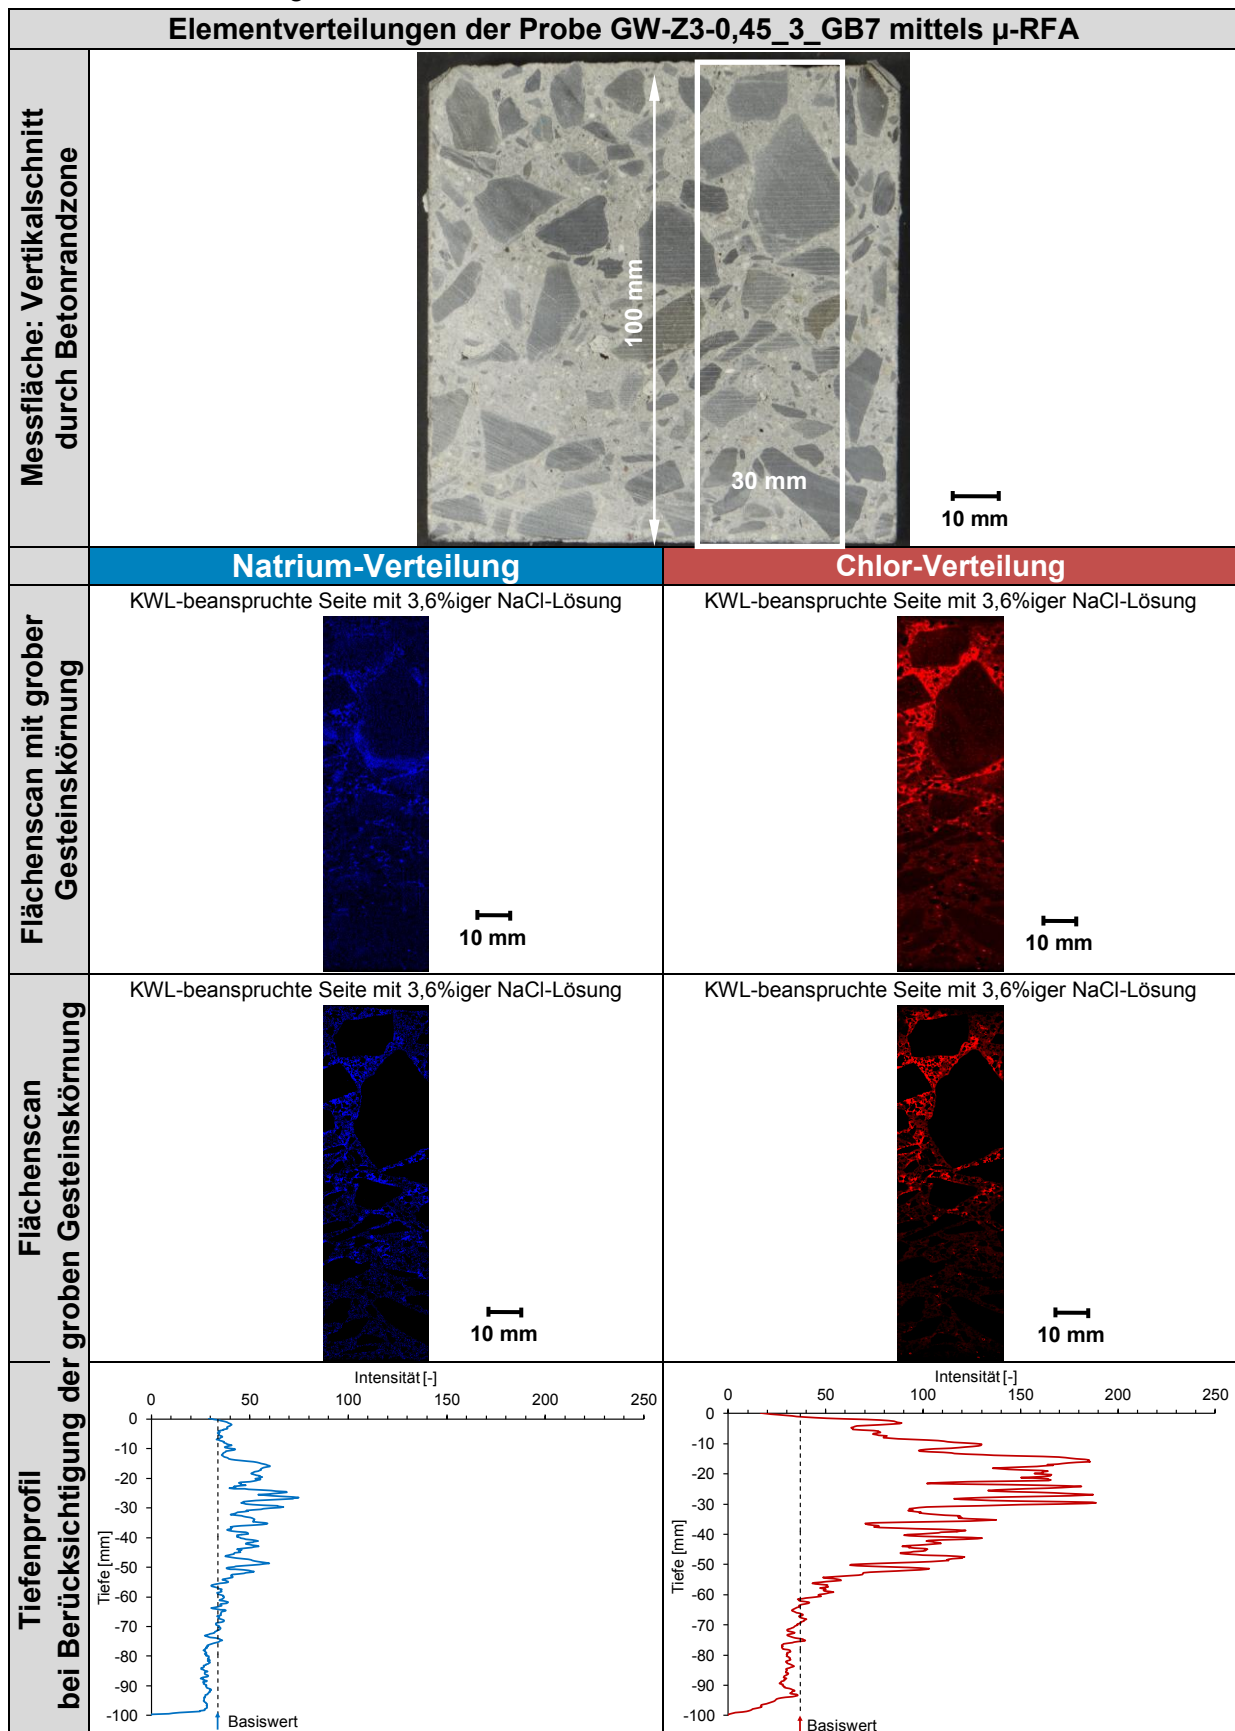 Elementverteilungen der Probe GW-Z3-0,45_3_GB7 mittels µ-RFA
Messfläche: Vertikalschnitt
durch Betonrandzone
100 mm
30 mm
10 mm
Natrium-Verteilung
Chlor-Verteilung
Flächenscan mit grober
Gesteinskörnung
KWL-beanspruchte Seite mit 3,6%iger NaCl-Lösung
10 mm
KWL-beanspruchte Seite mit 3,6%iger NaCl-Lösung
10 mm
Flächenscan
KWL-beanspruchte Seite mit 3,6%iger NaCl-Lösung
10 mm
KWL-beanspruchte Seite mit 3,6%iger NaCl-Lösung
10 mm
Tiefenprofil
bei Berücksichtigung der groben Gesteinskörnung
Intensität [-]
0 50 100 150 200 250
Tiefe [mm]
0
-10
-20
-30
-40
-50
-60
-70
-80
-90
-100
Basiswert
Intensität [-]
0 50 100 150 200 250
Tiefe [mm]
0
-10
-20
-30
-40
-50
-60
-70
-80
-90
-100
Basiswert